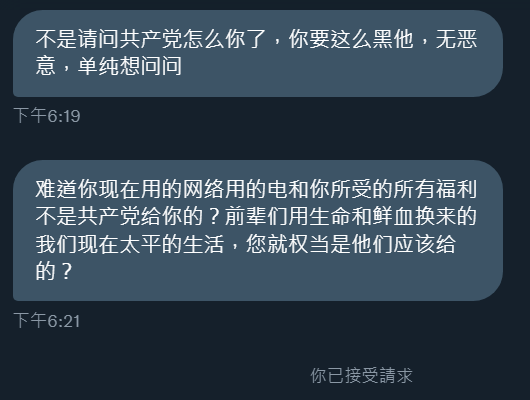 不是请问共产党怎么你了，你要这么黑他，无恶
意，单纯想问问
下午6:19
难道你现在用的网络用的电和你所受的所有福利
不是共产党给你的？前辈们用生命和鲜血换来的
我们现在太平的生活，您就权当是他们应该给
的？
下午6:21
你已接受請求